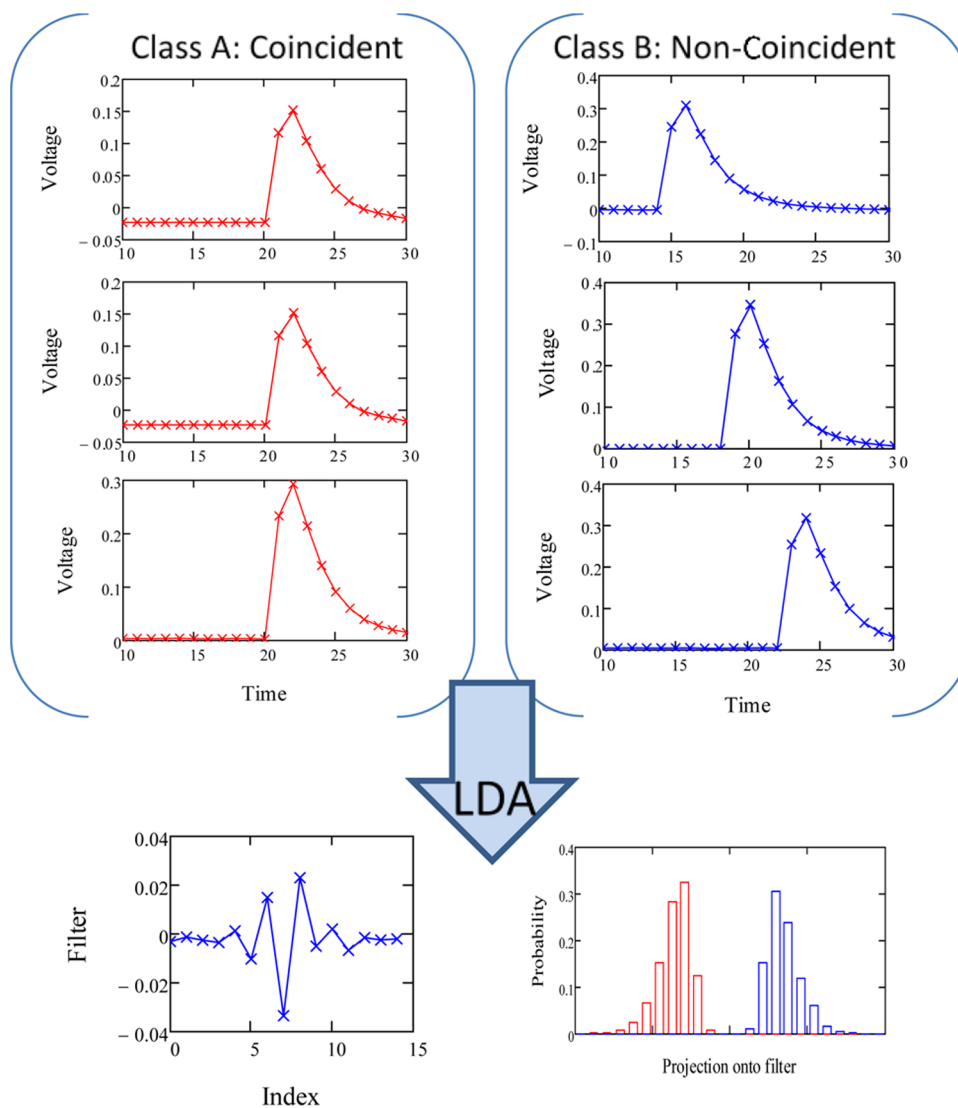 Class A: Coincident
Class B: Non-Coincident
0.2
0.15
0.1
0.05
0
– 0.05
10 15 20 25 30
Voltage
0.4
0.3
0.2
0.1
0
– 0.1
10 15 20 25 30
Voltage
0.2
0.15
0.1
0.05
0
– 0.05
10 15 20 25 30
Voltage
0.4
0.3
0.2
0.1
0
10 15 20 25 30
Voltage
0.3
0.2
0.1
0
10 15 20 25 30
Voltage
Time
0.4
0.3
0.2
0.1
0
10 15 20 25 30
Voltage
Time
LDA
0.04
0.02
0
– 0.02
– 0.04
0 5 10 15
Filter
Index
0.4
0.3
0.2
0.1
0
Probability
Projection onto filter